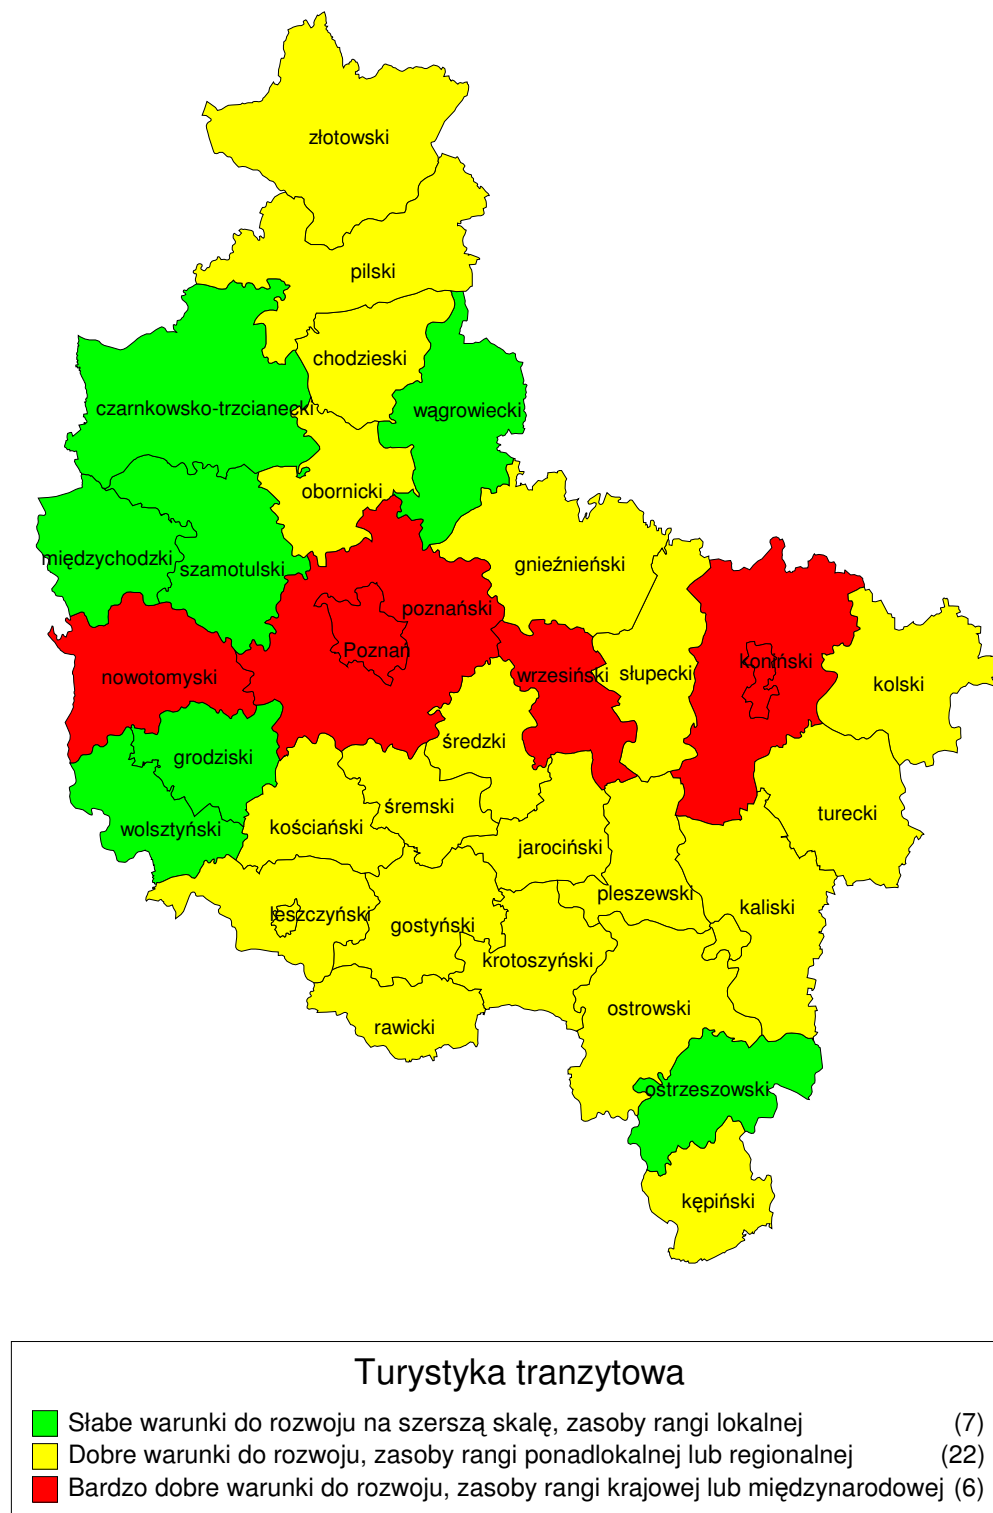 złotowski
pilski
chodzieski
czarnkowsko-trzcianecki
wągrowiecki
obornicki
międzychodzki
szamotulski
gnieźnieński
poznański
Poznań
nowotomyski
wrzesiński
słupecki
koniński
kolski
średzki
grodziski
śremski
turecki
wolsztyński
kościański
jarociński
pleszewski
kaliski
leszczyński
gostyński
krotoszyński
ostrowski
rawicki
ostrzeszowski
kępiński
Turystyka tranzytowa
Słabe warunki do rozwoju na szerszą skalę, zasoby rangi lokalnej (7)
Dobre warunki do rozwoju, zasoby rangi ponadlokalnej lub regionalnej (22)
Bardzo dobre warunki do rozwoju, zasoby rangi krajowej lub międzynarodowej (6)